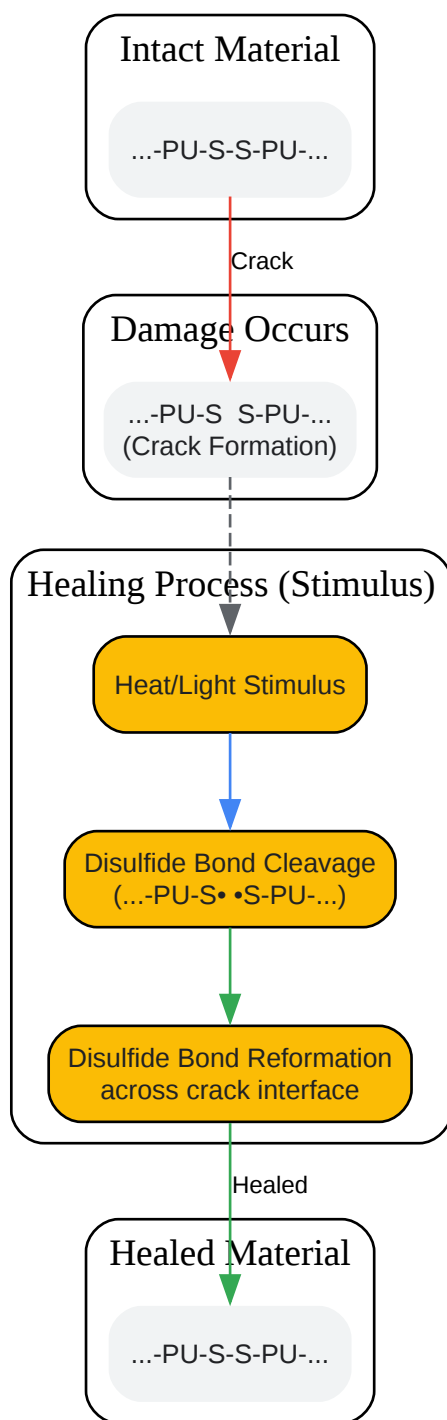 Intact Material
...-PU-S-S-PU-...
Crack
Damage Occurs
...-PU-S  S-PU-...
(Crack Formation)
Healing Process (Stimulus)
Heat/Light Stimulus
Disulfide Bond Cleavage
(...-PU-S• •S-PU-...)
Disulfide Bond Reformation
across crack interface
Healed
Healed Material
...-PU-S-S-PU-...